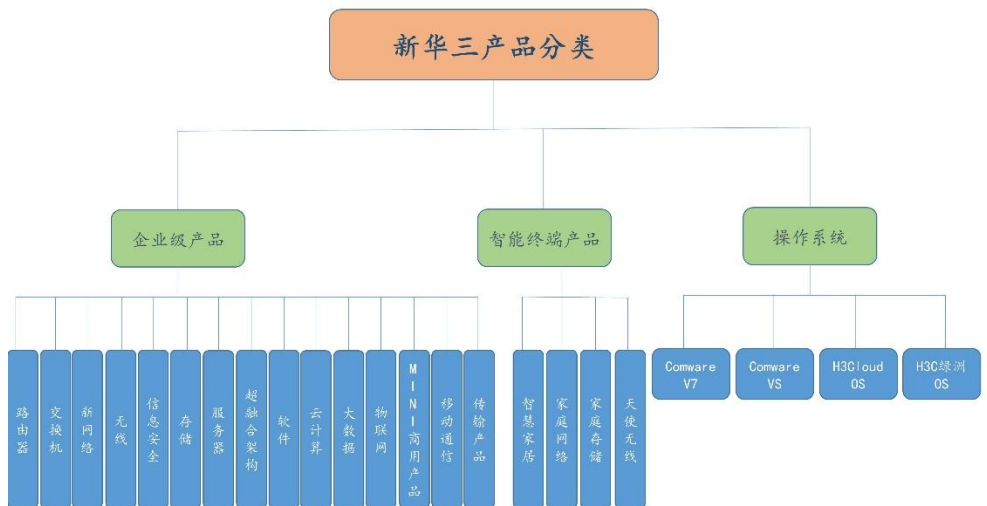 新华三产品分类
企业级产品
智能终端产品
操作系统
路由器
交换机
新网络
无线
信息安全
存储
服务器
超融合架构
软件
云计算
大数据
物联网
MINI商用产品
移动通信
传输产品
智慧家居
家庭网络
家庭存储
天使无线
Comware
V7
Comware
VS
H3Cloud
OS
H3C绿洲
OS